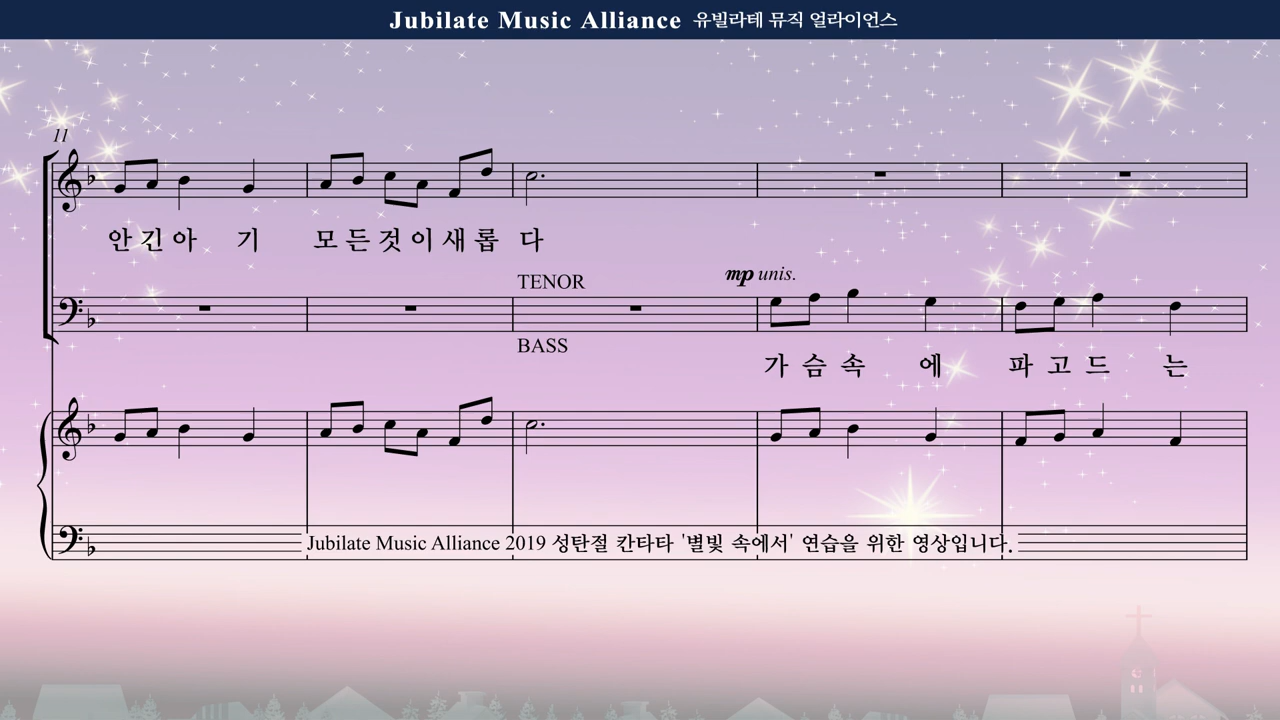 Jubilate Music Alliance 유빌라테 뮤직 얼라이언스
11
안 긴 아 기 모 든 것 이 새 롭 다
TENOR
mp unis.
BASS
가 슴 속 에 파 고 드 는
Jubilate Music Alliance 2019 성탄절 칸타타 '별빛 속에서' 연습을 위한 영상입니다.